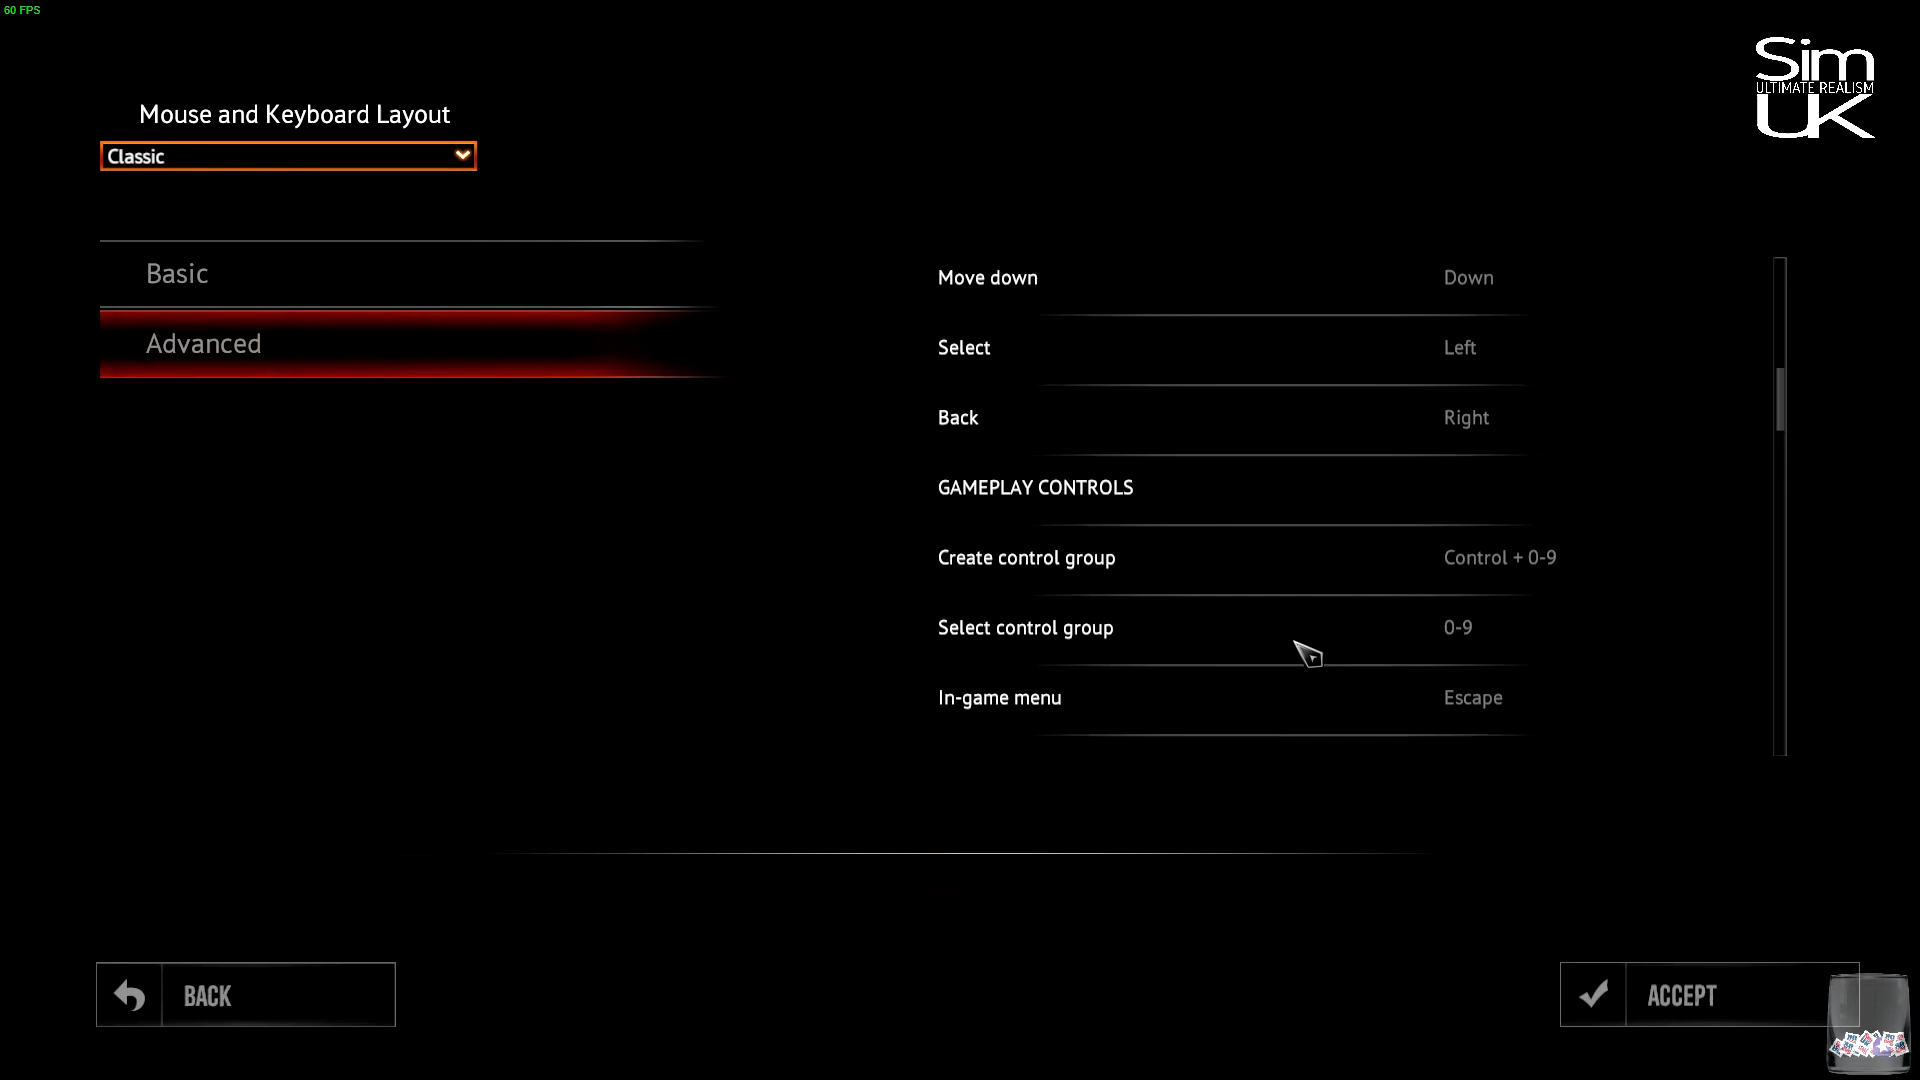 60 FPS
Sim
ULTIMATE REALISM
UK
Mouse and Keyboard Layout
Classic
Basic
Advanced
Move down Down
Select Left
Back Right
GAMEPLAY CONTROLS
Create control group Control + 0-9
Select control group 0-9
In-game menu Escape
BACK
ACCEPT